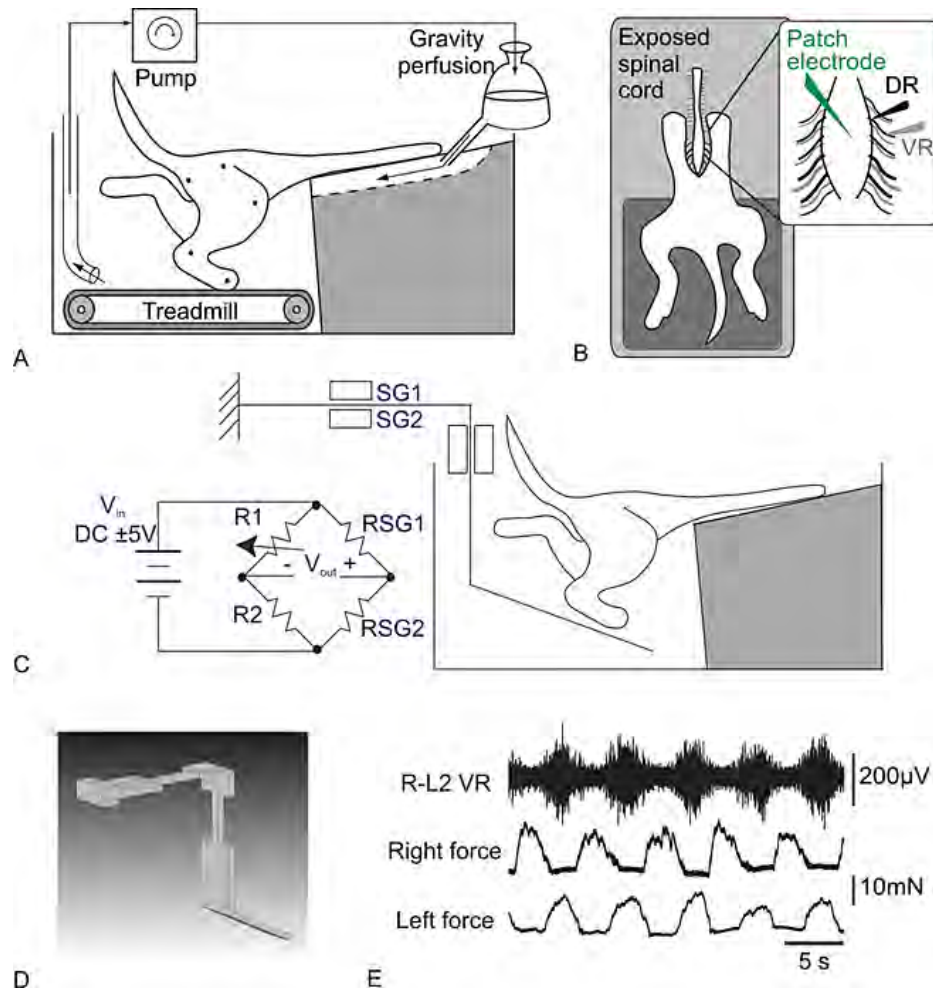 Pump
Gravity
perfusion
Treadmill
A
Exposed
spinal
cord
Patch
electrode
DR
VR
B
SG1
SG2
V in
DC ±5V
R1
RSG1
- V out +
R2
RSG2
C
D
R-L2 VR
200µV
Right force
10mN
Left force
5 s
E